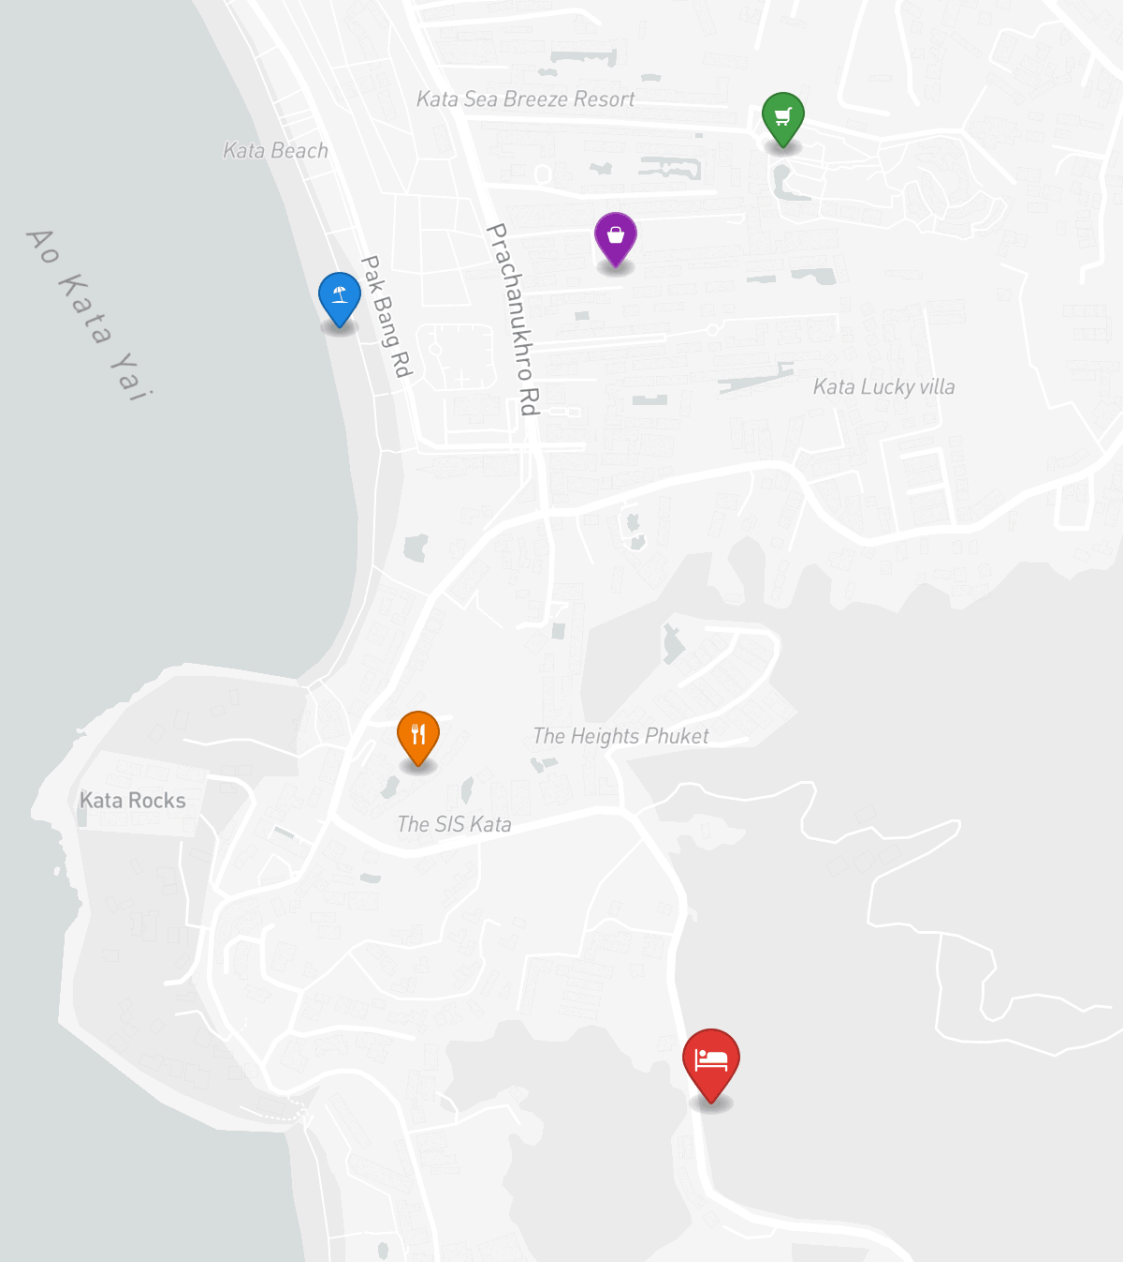 Kata Sea Breeze Resort
Kata Beach
Ao Kata Yai
Prachanukhro Rd
Pak Bang Rd
Kata Lucky villa
The Heights Phuket
Kata Rocks
The SIS Kata